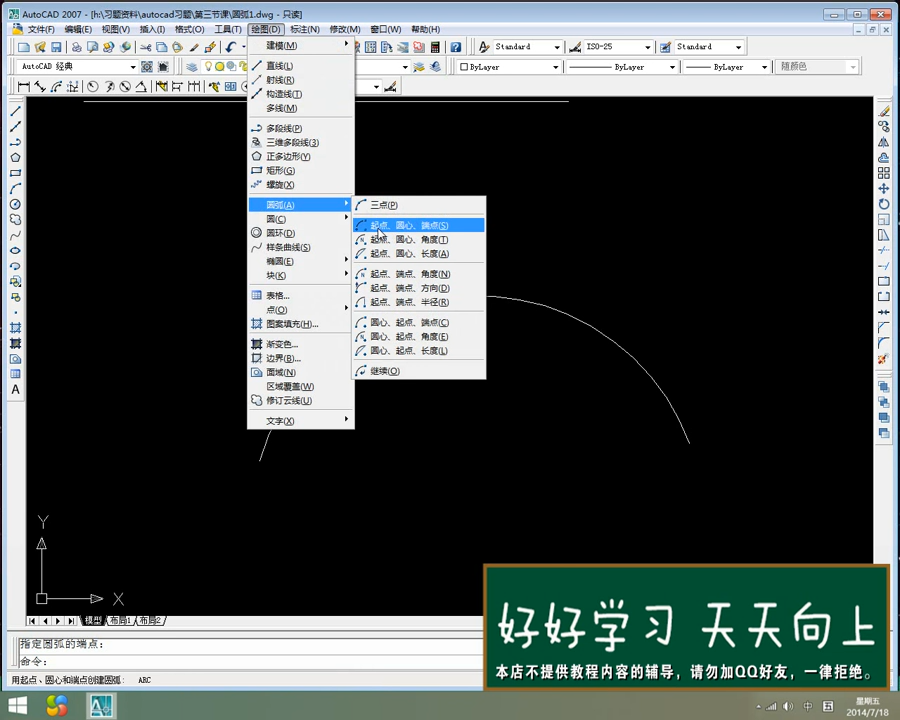 AutoCAD 2007 - [h:\习题资料\autocad习题\第三节课\圆弧1.dwg - 只读]
文件(F) 编辑(E) 视图(V) 插入(I) 格式(O) 工具(T) 绘图(D) 标注(N) 修改(M) 窗口(W) 帮助(H)
Standard ISO-25 Standard
AutoCAD 经典 ByLayer ByLayer ByLayer 随颜色
建模(M)
直线(L)
射线(R)
构造线(T)
多线(M)
多段线(P)
三维多段线(3)
正多边形(Y)
矩形(G)
螺旋(X)
圆弧(A)
圆(C)
圆环(D)
样条曲线(S)
椭圆(E)
块(K)
表格...
点(O)
图案填充(H)...
渐变色...
边界(B)...
面域(N)
区域覆盖(W)
修订云线(U)
文字(X)
三点(P)
起点、圆心、端点(S)
起点、圆心、角度(T)
起点、圆心、长度(A)
起点、端点、角度(N)
起点、端点、方向(D)
起点、端点、半径(R)
圆心、起点、端点(C)
圆心、起点、角度(E)
圆心、起点、长度(L)
继续(O)
A
Y
X
模型 布局1 布局2
指定圆弧的端点:
命令:
用起点、圆心和端点创建圆弧: ARC
好好学习 天天向上
本店不提供教程内容的辅导，请勿加QQ好友，一律拒绝。
中 五
星期五
2014/7/18